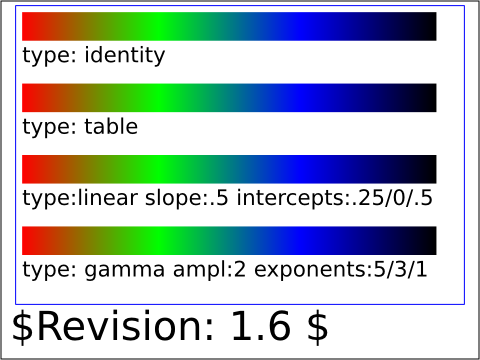 type: identity
type: table
type:linear slope:.5 intercepts:.25/0/.5
type: gamma ampl:2 exponents:5/3/1
$Revision: 1.6 $